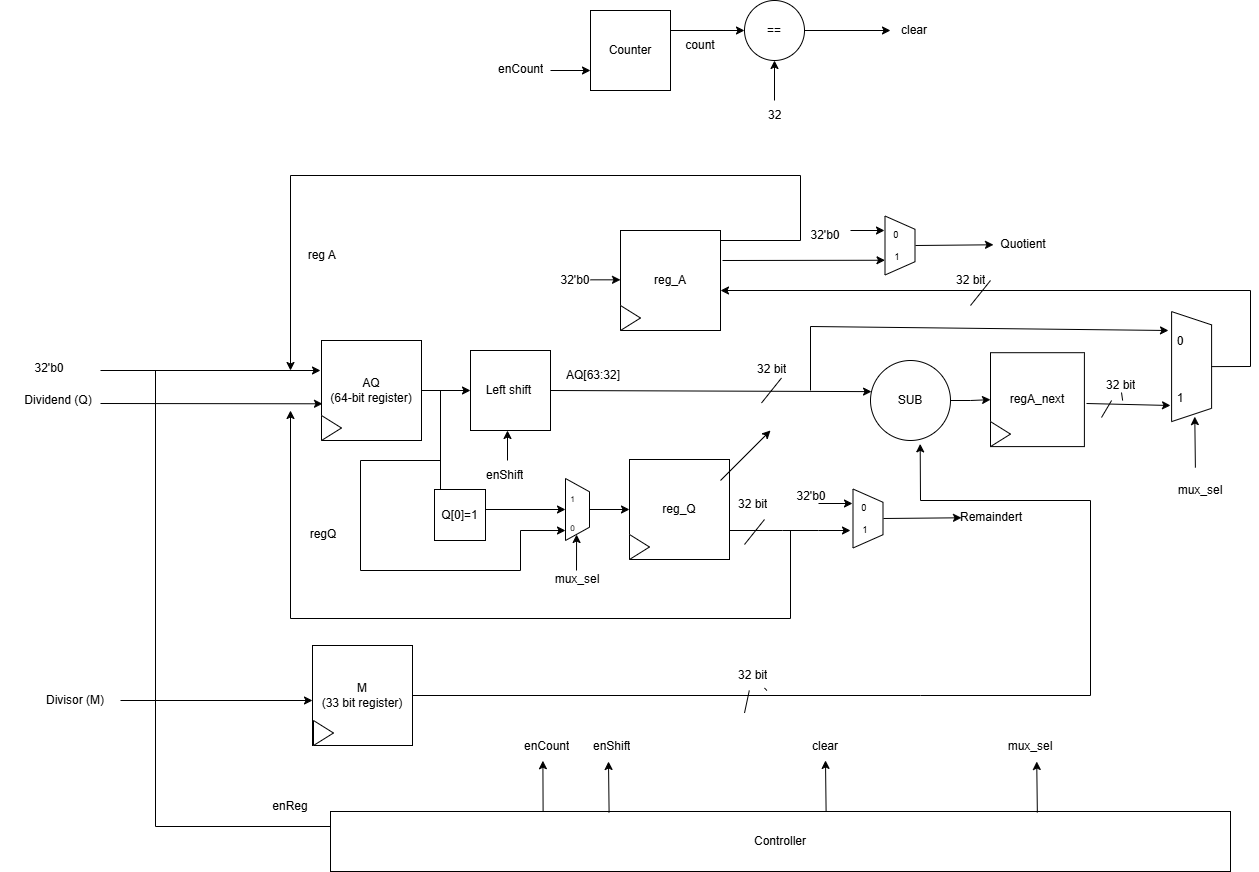 Counter
==
clear
count
enCount
32
32'b0
0
1
Quotient
reg A
reg_A
32'b0
32 bit
0
1
32'b0
Dividend (Q)
AQ
(64-bit register)
Left shift
AQ[63:32]
32 bit
SUB
regA_next
32 bit
enShift
mux_sel
regQ
Q[0]=1
1
0
mux_sel
reg_Q
32 bit
32'b0
0
1
Remaindert
Divisor (M)
M
(33 bit register)
32 bit
enCount
enShift
clear
mux_sel
enReg
Controller